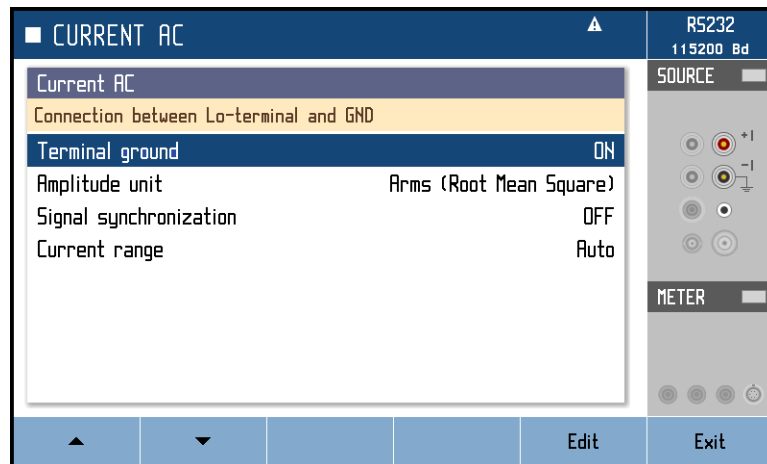 CURRENT AC
RS232
115200 Bd
Current AC
Connection between Lo-terminal and GND
Terminal ground ON
Amplitude unit Arms (Root Mean Square)
Signal synchronization OFF
Current range Auto
SOURCE
+I
-I
METER
Edit
Exit